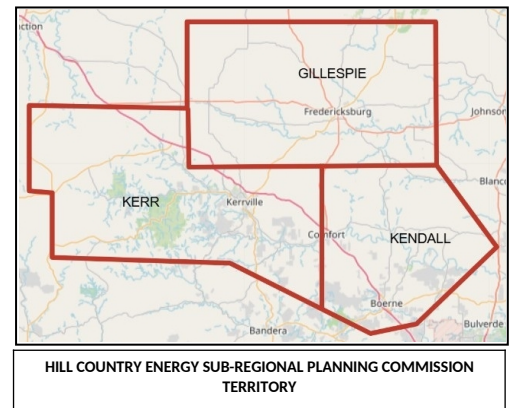 ction
GILLESPIE
Fredericksburg
Johnson
Blanco
KERR
Kerrville
Comfort
KENDALL
Boerne
Bulverde
Bandera
HILL COUNTRY ENERGY SUB-REGIONAL PLANNING COMMISSION
TERRITORY